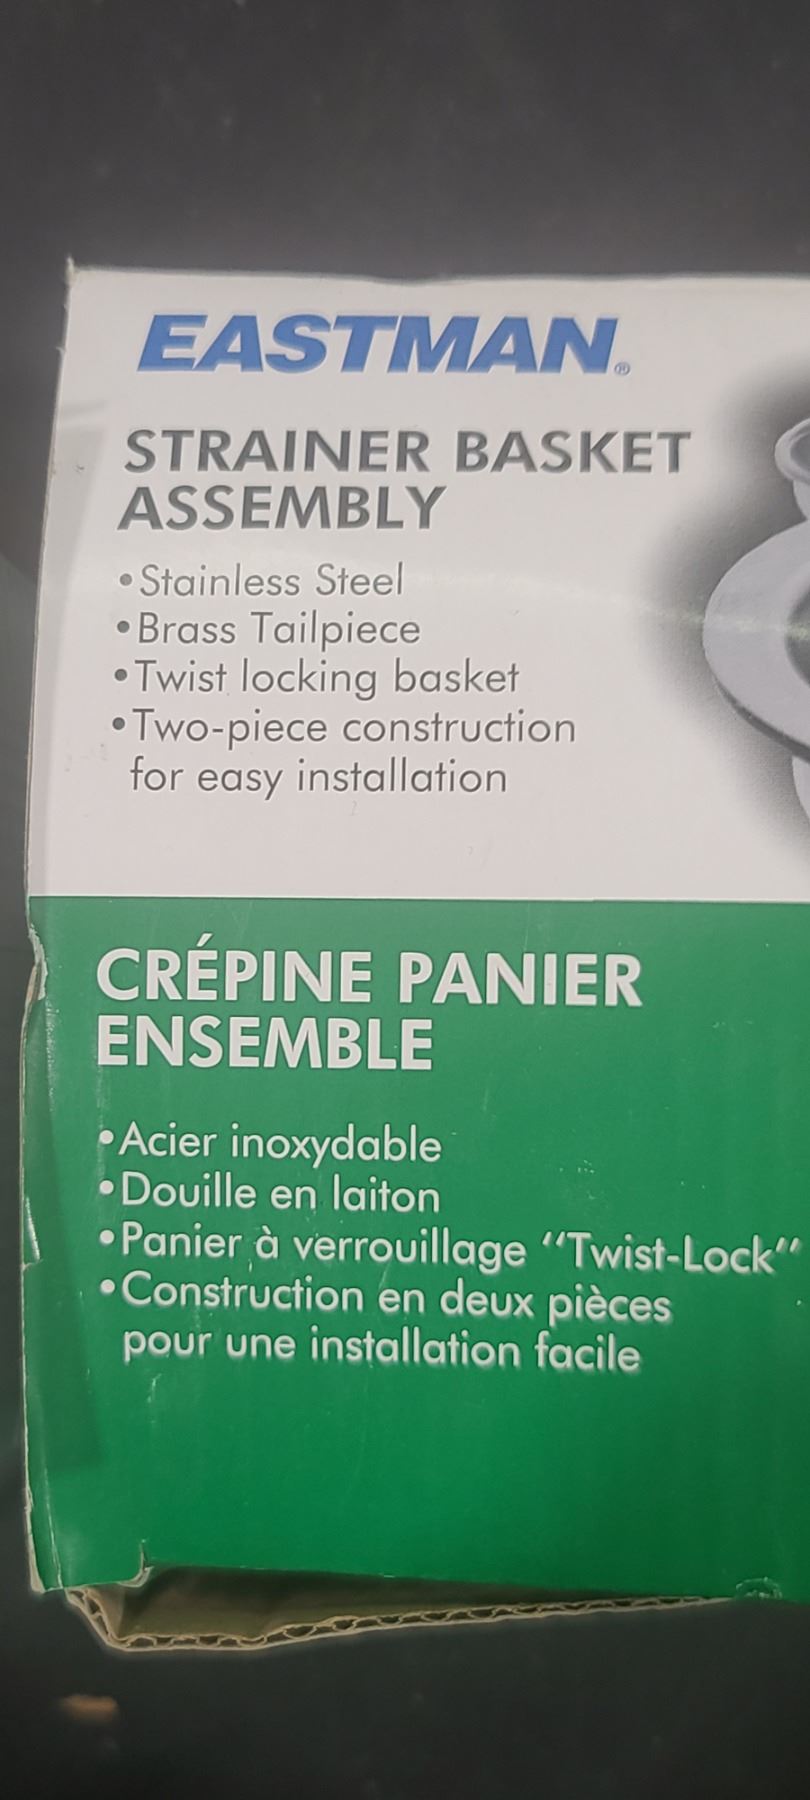 EASTMAN®
STRAINER BASKET
ASSEMBLY
•Stainless Steel
•Brass Tailpiece
•Twist locking basket
•Two-piece construction
for easy installation
CRÉPINE PANIER
ENSEMBLE
•Acier inoxydable
•Douille en laiton
•Panier à verrouillage “Twist-Lock”
•Construction en deux pièces
pour une installation facile